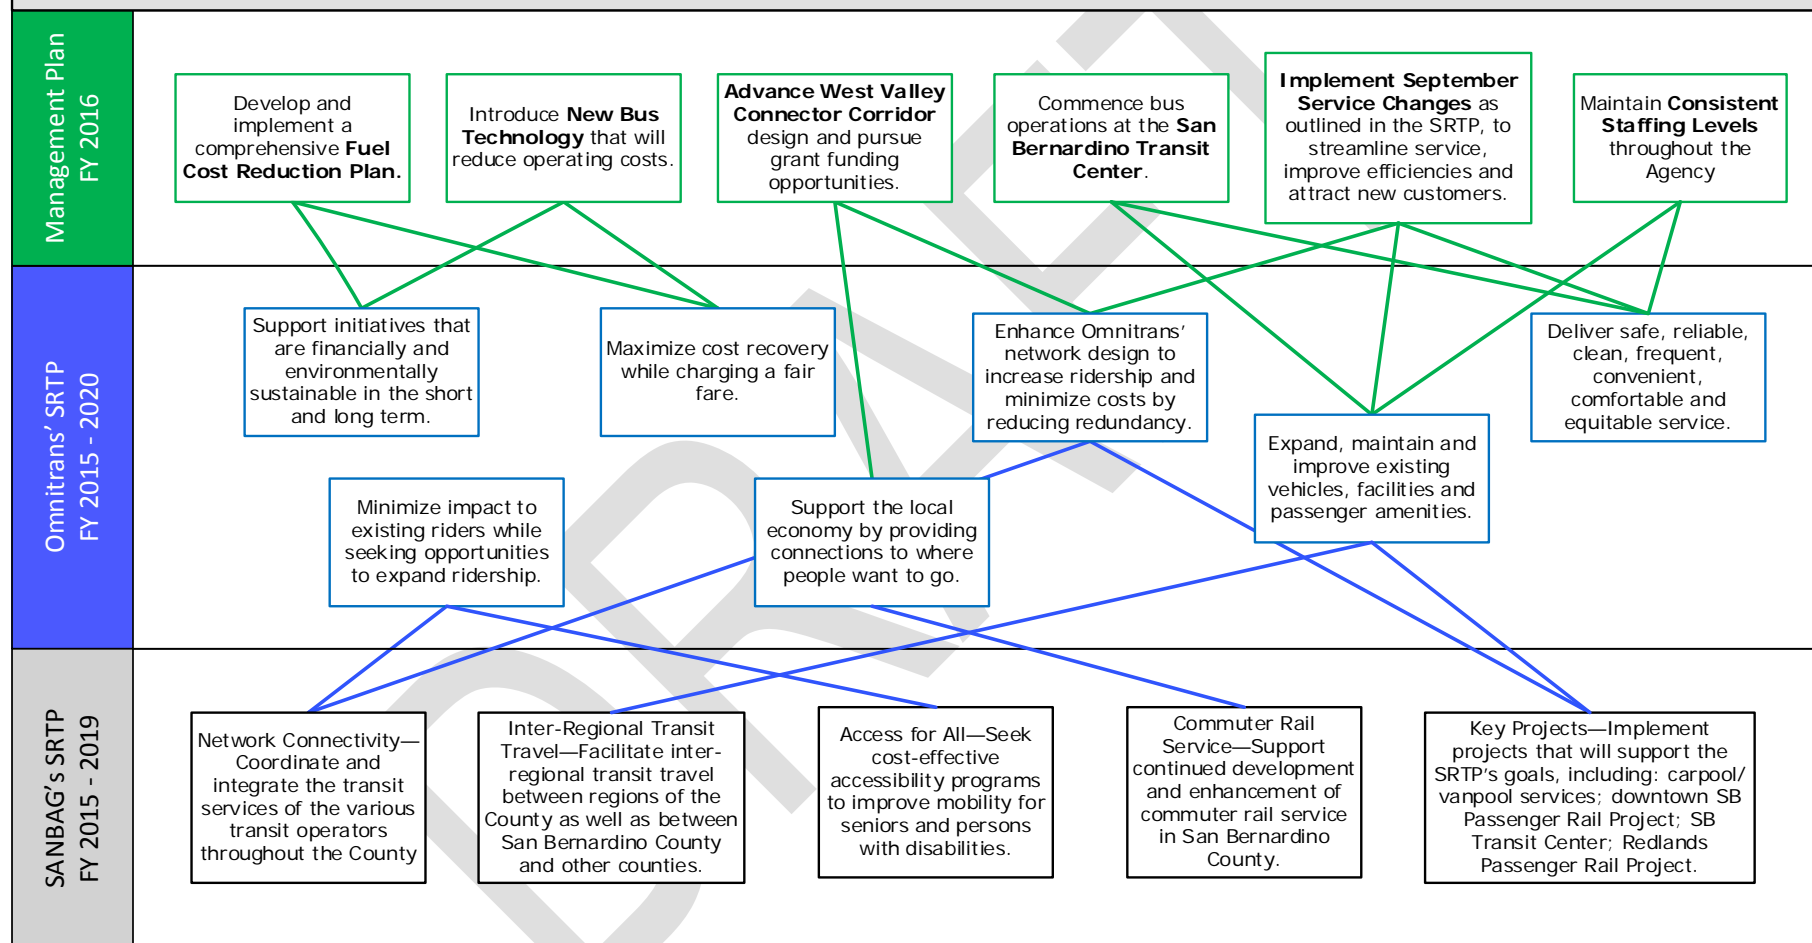 Management Plan
FY 2016
Develop and
implement a
comprehensive Fuel
Cost Reduction Plan.
Introduce New Bus
Technology that will
reduce operating costs.
Advance West Valley
Connector Corridor
design and pursue
grant funding
opportunities.
Commence bus
operations at the San
Bernardino Transit
Center.
Implement September
Service Changes as
outlined in the SRTP, to
streamline service,
improve efficiencies and
attract new customers.
Maintain Consistent
Staffing Levels
throughout the
Agency
Omnitrans’ SRTP
FY 2015 - 2020
Support initiatives that
are financially and
environmentally
sustainable in the short
and long term.
Maximize cost recovery
while charging a fair
fare.
Enhance Omnitrans’
network design to
increase ridership and
minimize costs by
reducing redundancy.
Expand, maintain and
improve existing
vehicles, facilities and
passenger amenities.
Deliver safe, reliable,
clean, frequent,
convenient,
comfortable and
equitable service.
Minimize impact to
existing riders while
seeking opportunities
to expand ridership.
Support the local
economy by providing
connections to where
people want to go.
SANBAG’s SRTP
FY 2015 - 2019
Network Connectivity—
Coordinate and
integrate the transit
services of the various
transit operators
throughout the County
Inter-Regional Transit
Travel—Facilitate inter-
regional transit travel
between regions of the
County as well as between
San Bernardino County
and other counties.
Access for All—Seek
cost-effective
accessibility programs
to improve mobility for
seniors and persons
with disabilities.
Commuter Rail
Service—Support
continued development
and enhancement of
commuter rail service
in San Bernardino
County.
Key Projects—Implement
projects that will support the
SRTP’s goals, including: carpool/
vanpool services; downtown SB
Passenger Rail Project; SB
Transit Center; Redlands
Passenger Rail Project.
DRAFT